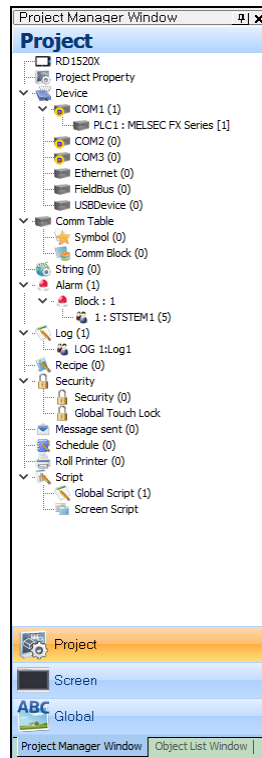 Project Manager Window
Project
RD1520X
Project Property
Device
COM1 (1)
PLC1 : MELSEC FX Series [1]
COM2 (0)
COM3 (0)
Ethernet (0)
FieldBus (0)
USBDevice (0)
Comm Table
Symbol (0)
Comm Block (0)
String (0)
Alarm (1)
Block : 1
1 : STSTEM1 (5)
Log (1)
LOG 1:Log1
Recipe (0)
Security
Security (0)
Global Touch Lock
Message sent (0)
Schedule (0)
Roll Printer (0)
Script
Global Script (1)
Screen Script
Project
Screen
ABC Global
Project Manager Window Object List Window